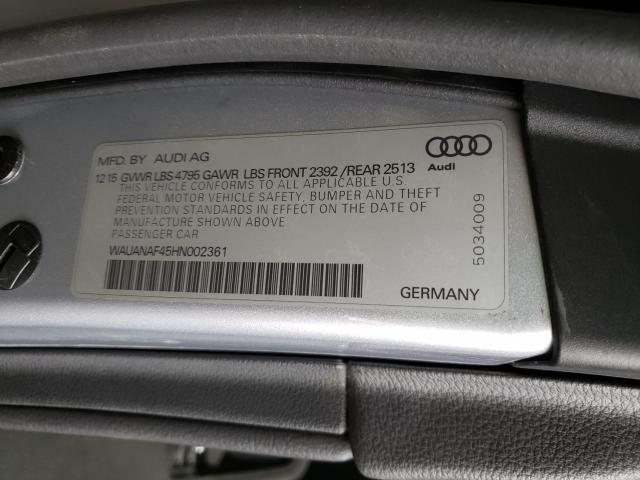 MFD. BY AUDI AG
1215 GVWR LBS 4795 GAWR LBS FRONT 2392 / REAR 2513
THIS VEHICLE CONFORMS TO ALL APPLICABLE U.S.
FEDERAL MOTOR VEHICLE SAFETY, BUMPER AND THEFT
PREVENTION STANDARDS IN EFFECT ON THE DATE OF
MANUFACTURE SHOWN ABOVE
PASSENGER CAR
WAUANAF45HN002361
GERMANY
Audi
5034009